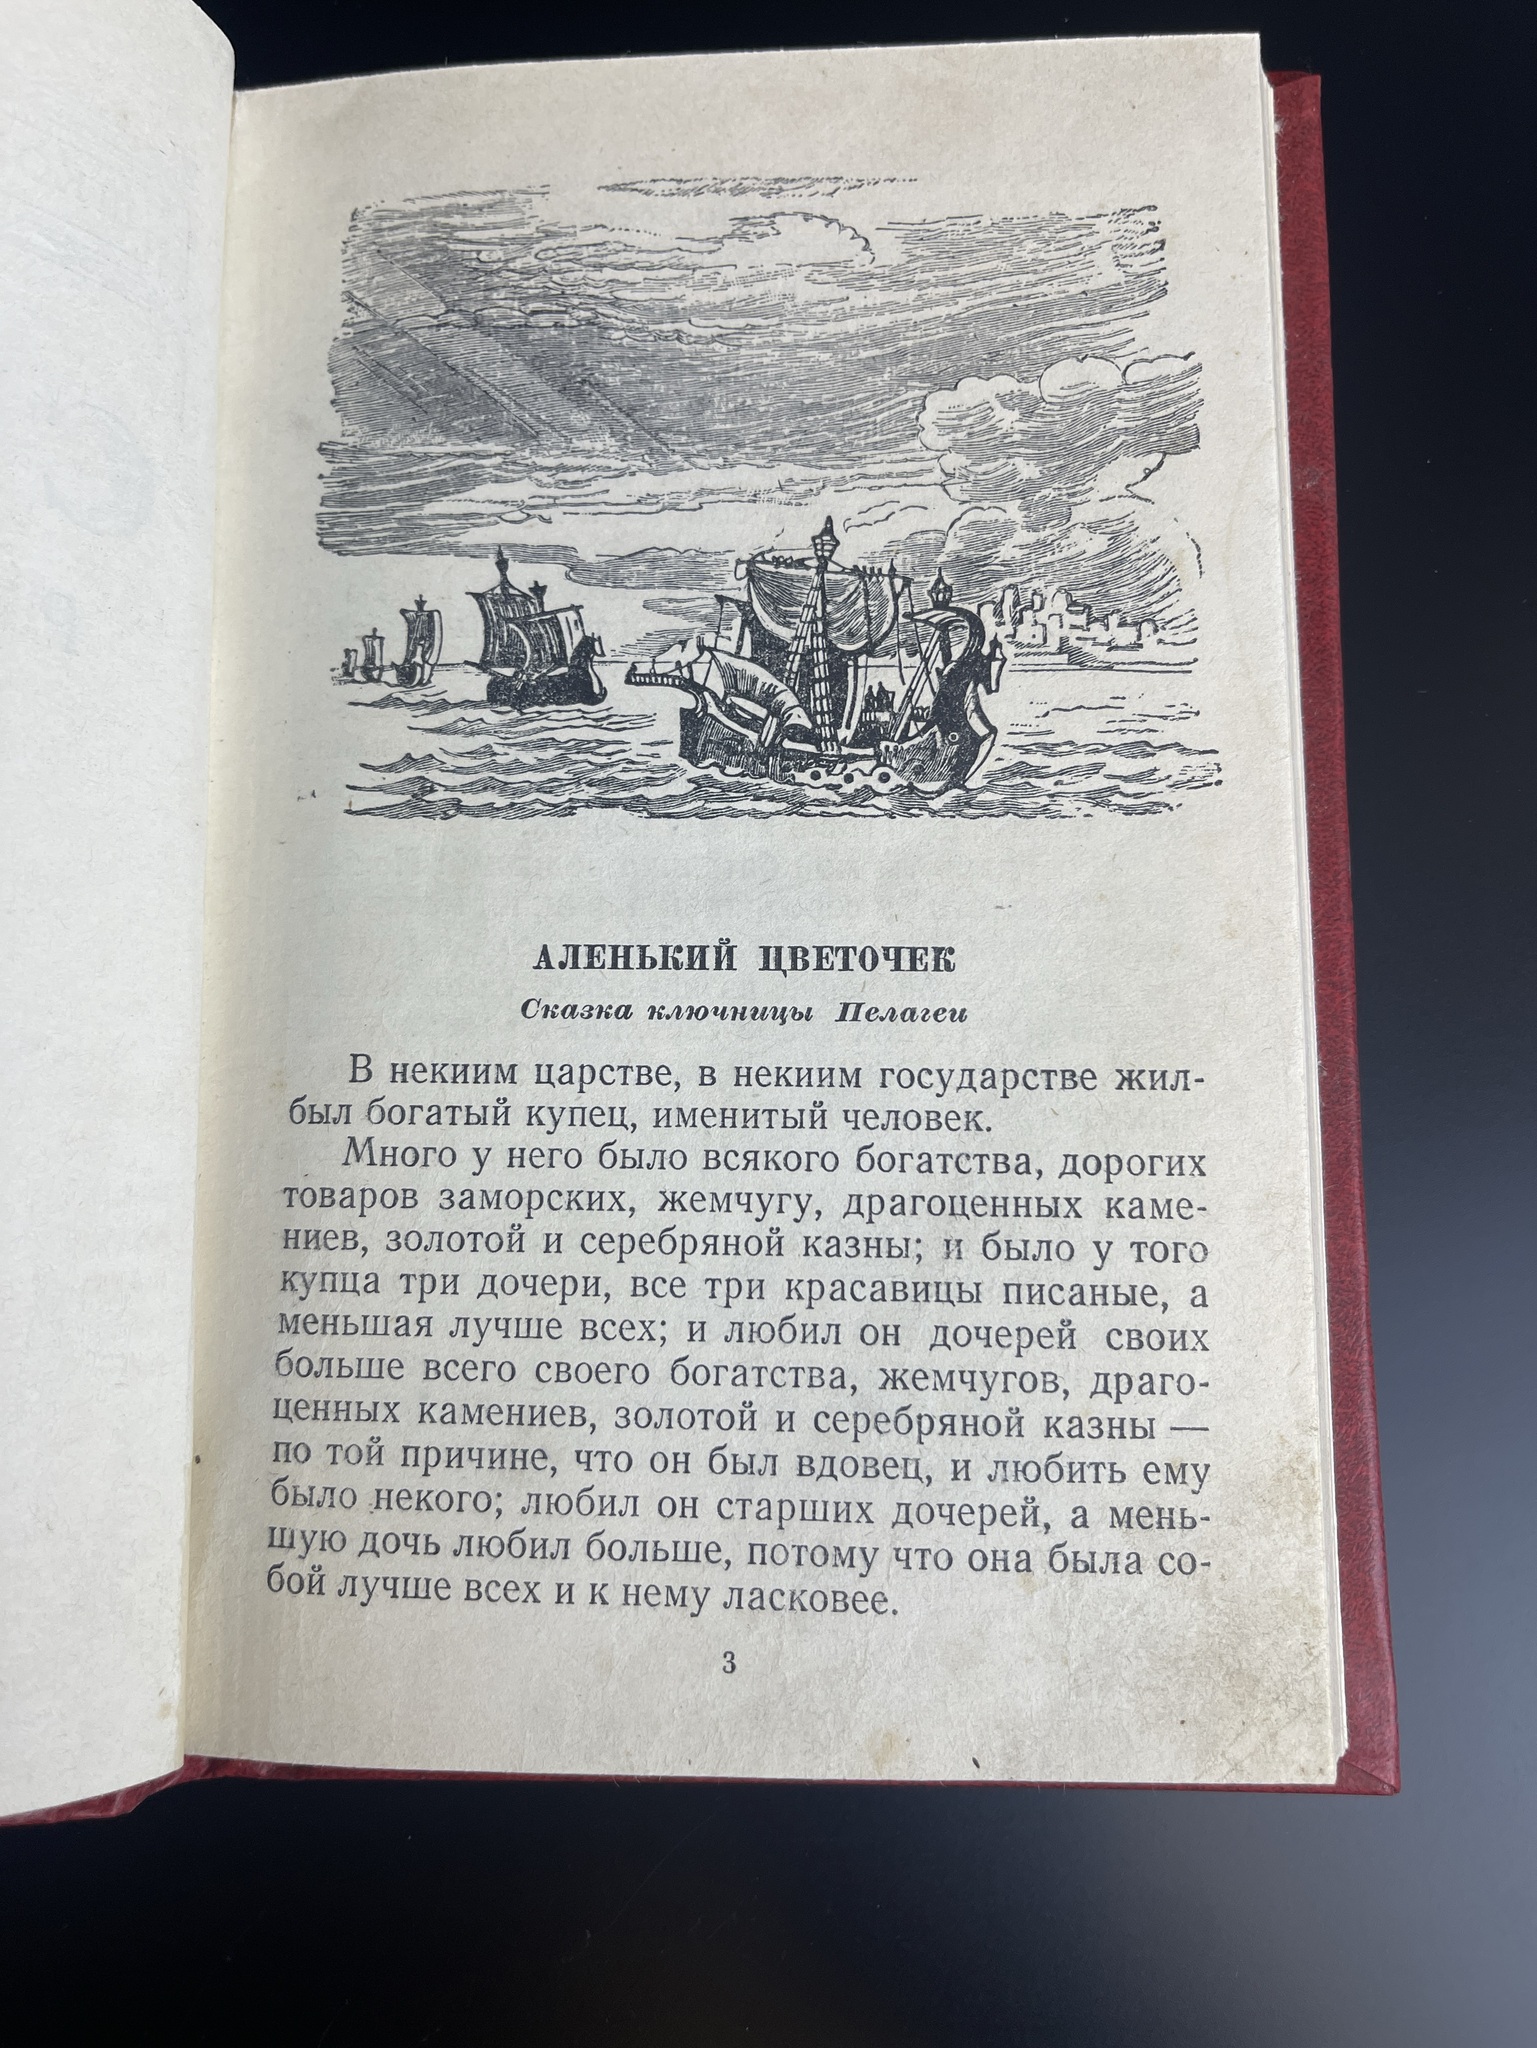 АЛЕНЬКИЙ ЦВЕТОЧЕК
Сказка ключницы Пелагеи
В некиим царстве, в некиим государстве жил-
был богатый купец, именитый человек.
Много у него было всякого богатства, дорогих
товаров заморских, жемчугу, драгоценных каме-
ниев, золотой и серебряной казны; и было у того
купца три дочери, все три красавицы писаные, а
меньшая лучше всех; и любил он дочерей своих
больше всего своего богатства, жемчугов, драго-
ценных камениев, золотой и серебряной казны —
по той причине, что он был вдовец, и любить ему
было некого; любил он старших дочерей, а мень-
шую дочь любил больше, потому что она была со-
бой лучше всех и к нему ласковее.
3